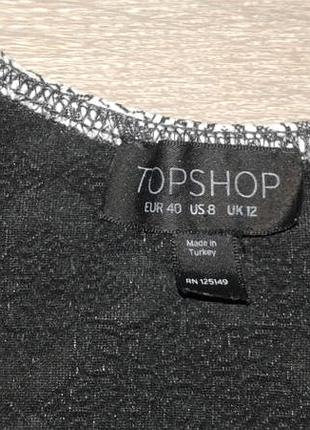 TOPSHOP
EUR 40 US 8 UK 12
Made in
Turkey
RN 125149